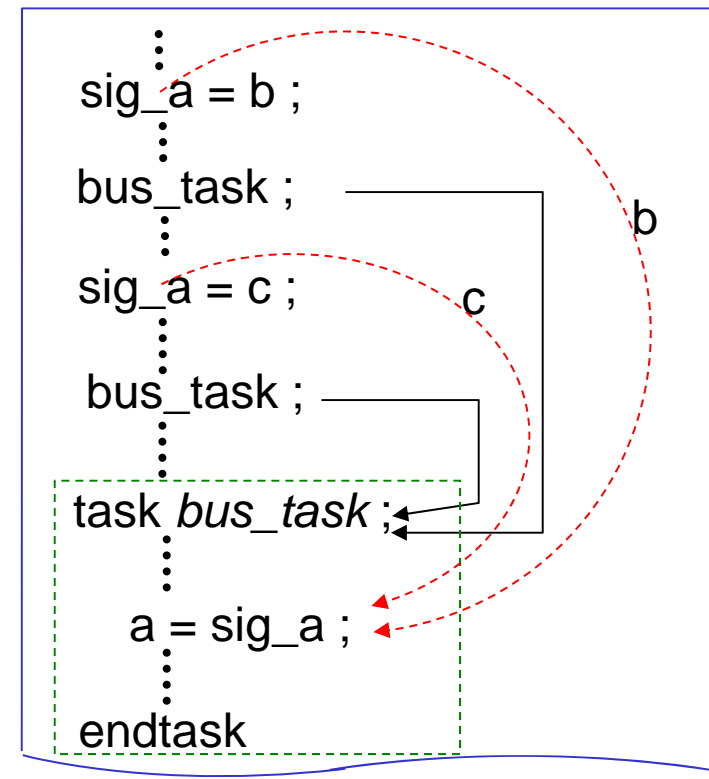 sig_a = b ;
bus_task ;
b
sig_a = c ;
c
bus_task ;
task bus_task ;
a = sig_a ;
endtask